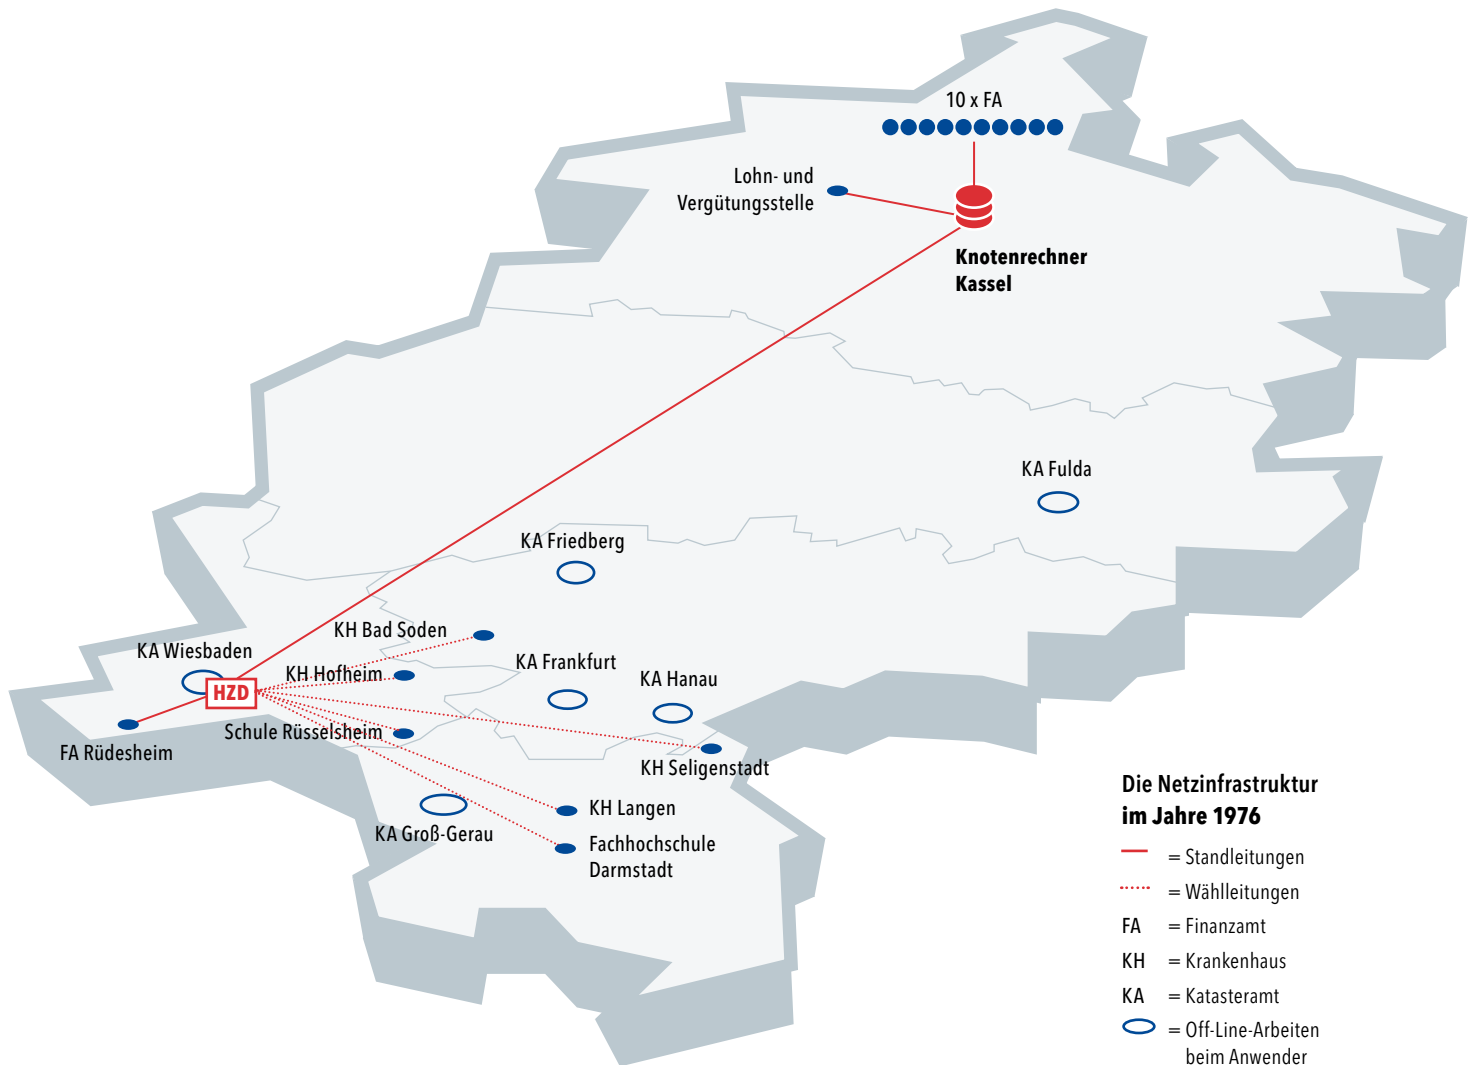 10 x FA
Lohn- und
Vergütungsstelle
Knotenrechner
Kassel
KA Fulda
KA Friedberg
KH Bad Soden
KA Wiesbaden
KA Frankfurt
KH Hofheim
KA Hanau
HZD
Schule Rüsselsheim
FA Rüdesheim
KH Seligenstadt
KH Langen
KA Groß-Gerau
Fachhochschule
Darmstadt
Die Netzinfrastruktur
im Jahre 1976
= Standleitungen
= Wählleitungen
FA = Finanzamt
KH = Krankenhaus
KA = Katasteramt
= Off-Line-Arbeiten
beim Anwender